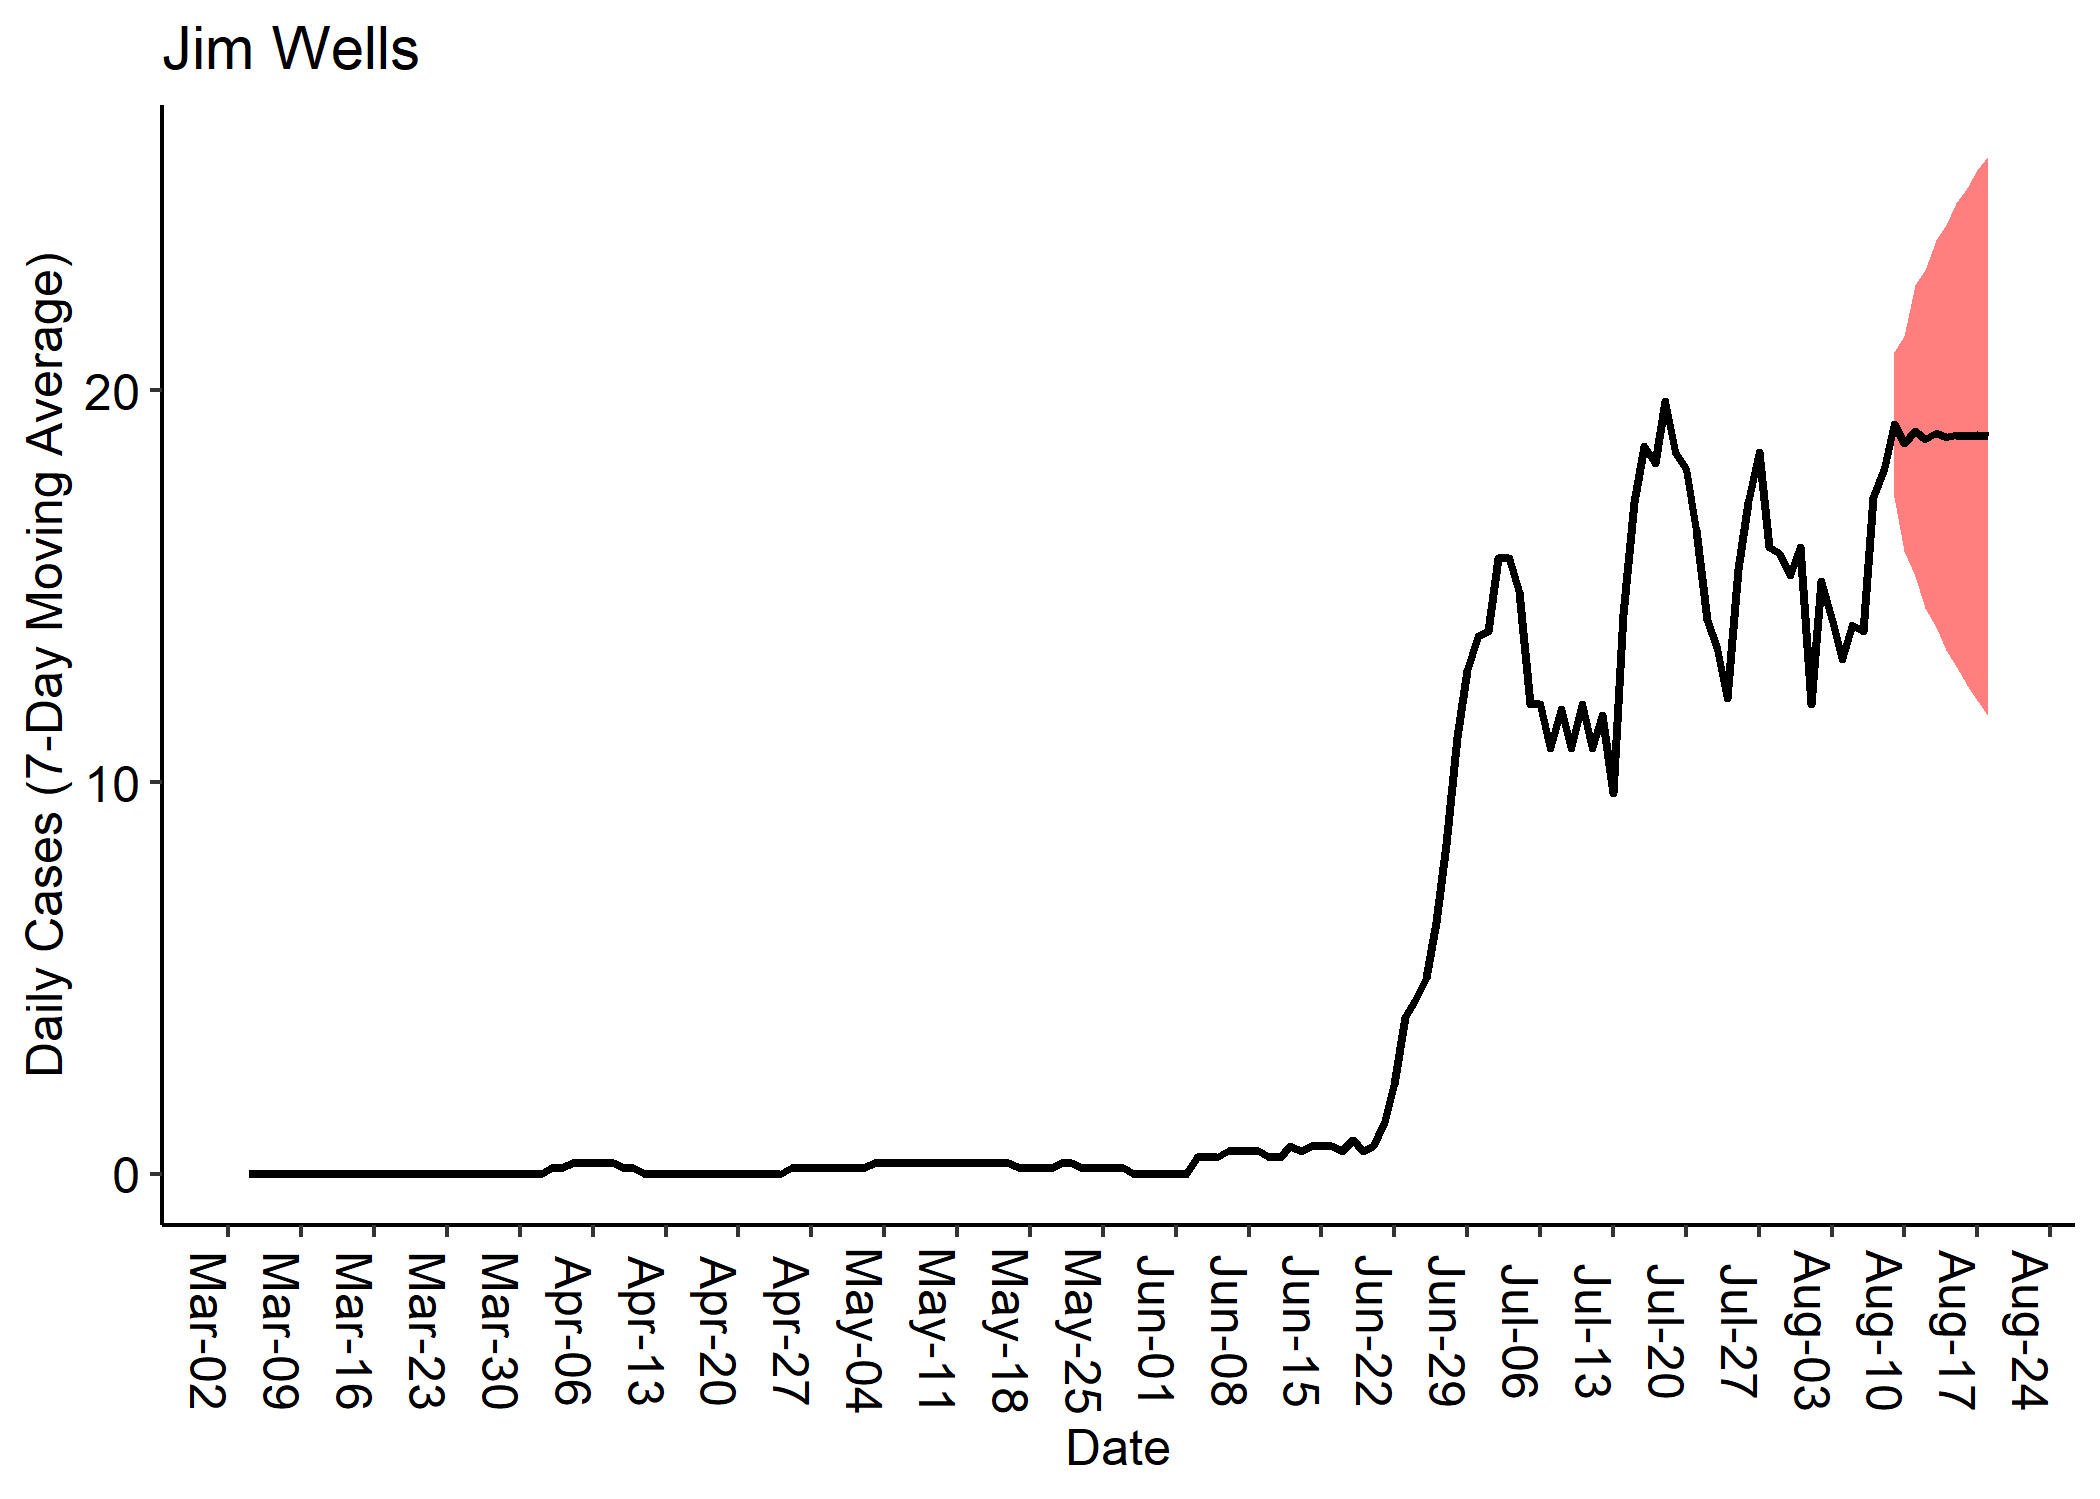 Jim Wells
Daily Cases (7-Day Moving Average)
20
10
0
Mar-02
Mar-09
Mar-16
Mar-23
Mar-30
Apr-06
Apr-13
Apr-20
Apr-27
May-04
May-11
May-18
May-25
Jun-01
Jun-08
Jun-15
Jun-22
Jun-29
Jul-06
Jul-13
Jul-20
Jul-27
Aug-03
Aug-10
Aug-17
Aug-24
Date